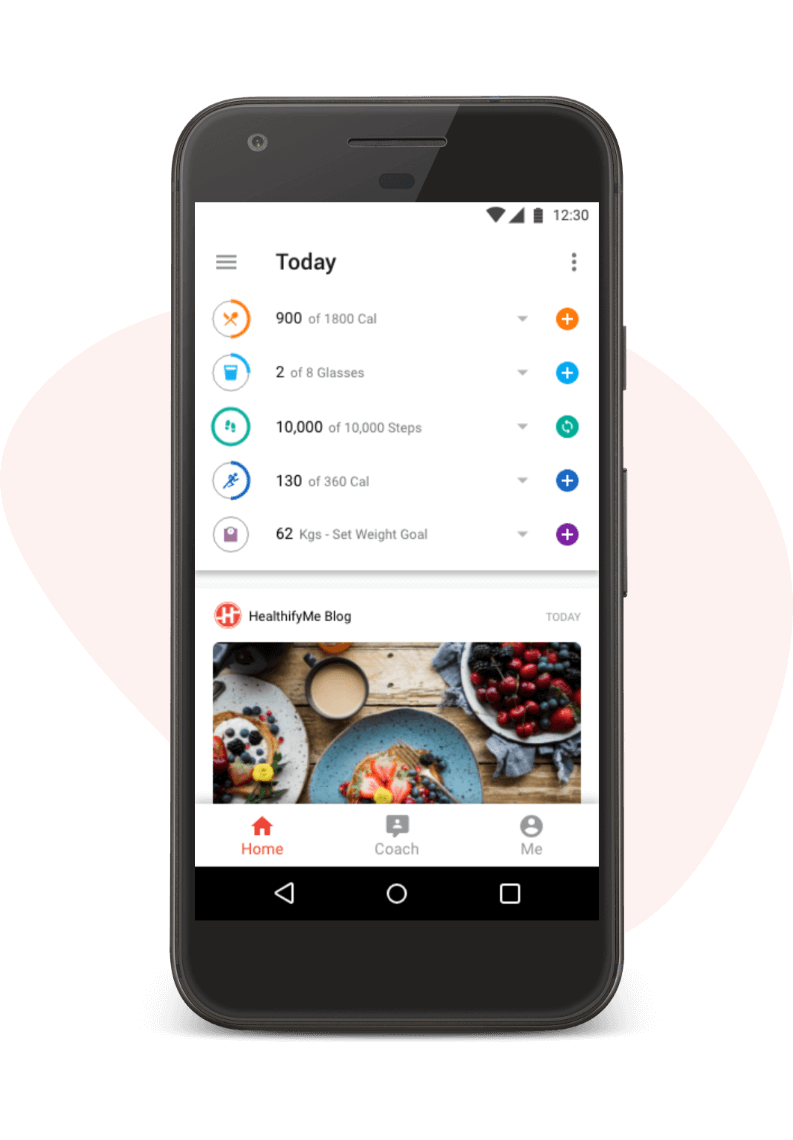 12:30
Today
900 of 1800 Cal
2 of 8 Glasses
10,000 of 10,000 Steps
130 of 360 Cal
62 Kgs - Set Weight Goal
HealthifyMe Blog TODAY
Home Coach Me